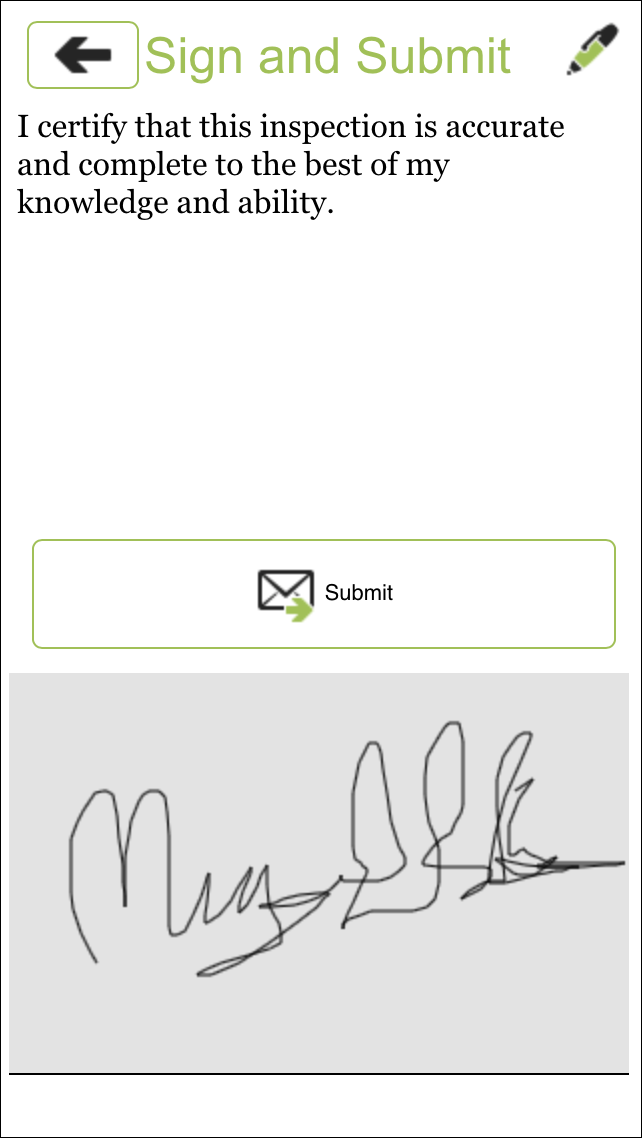 Sign and Submit
I certify that this inspection is accurate
and complete to the best of my
knowledge and ability.
Submit